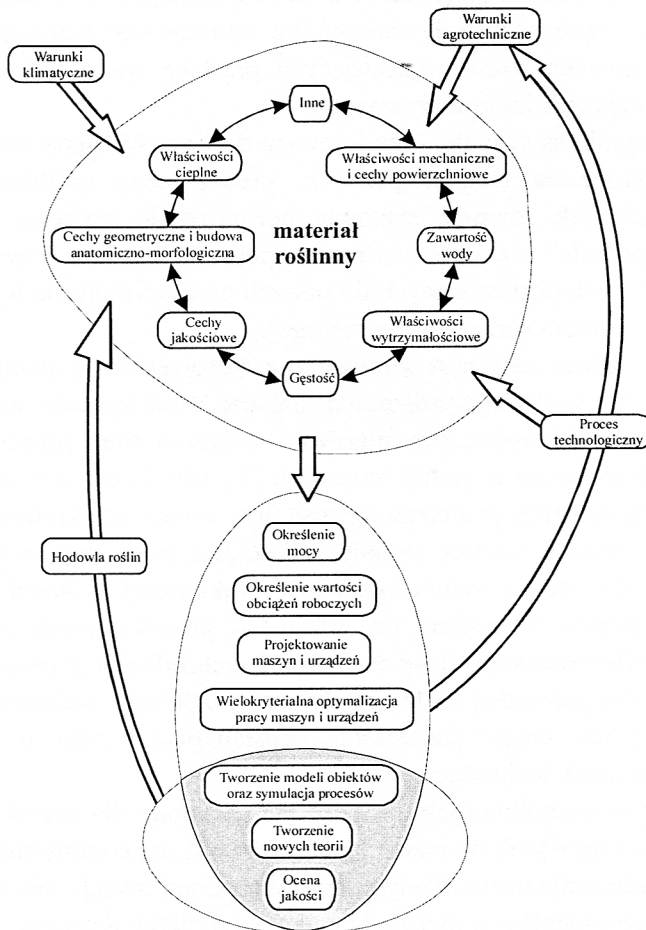 Warunki
agrotechniczne
Warunki
klimatyczne
Inne
Właściwości
cieplne
Właściwości mechaniczne
i cechy powierzchniowe
Cechy geometryczne i budowa
anatomiczno-morfologiczna
materiał
roślinny
Zawartość
wody
Cechy
jakościowe
Właściwości
wytrzymałościowe
Gęstość
Proces
technologiczny
Określenie
mocy
Hodowla roślin
Określenie wartości
obciążeń roboczych
Projektowanie
maszyn i urządzeń
Wielokryterialna optymalizacja
pracy maszyn i urządzeń
Tworzenie modeli obiektów
oraz symulacja procesów
Tworzenie
nowych teorii
Ocena
jakości